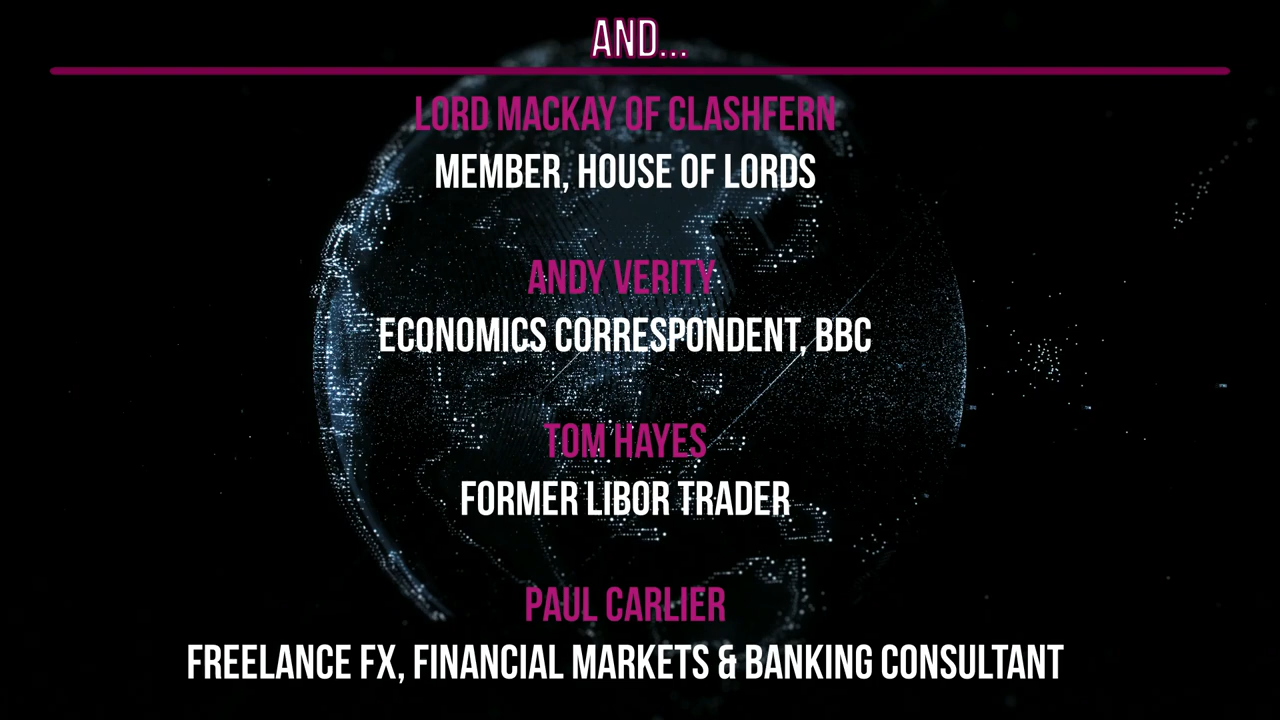 AND...
LORD MACKAY OF CLASHFERN
MEMBER, HOUSE OF LORDS
ANDY VERITY
ECONOMICS CORRESPONDENT, BBC
TOM HAYES
FORMER LIBOR TRADER
PAUL CARLIER
FREELANCE FX, FINANCIAL MARKETS & BANKING CONSULTANT